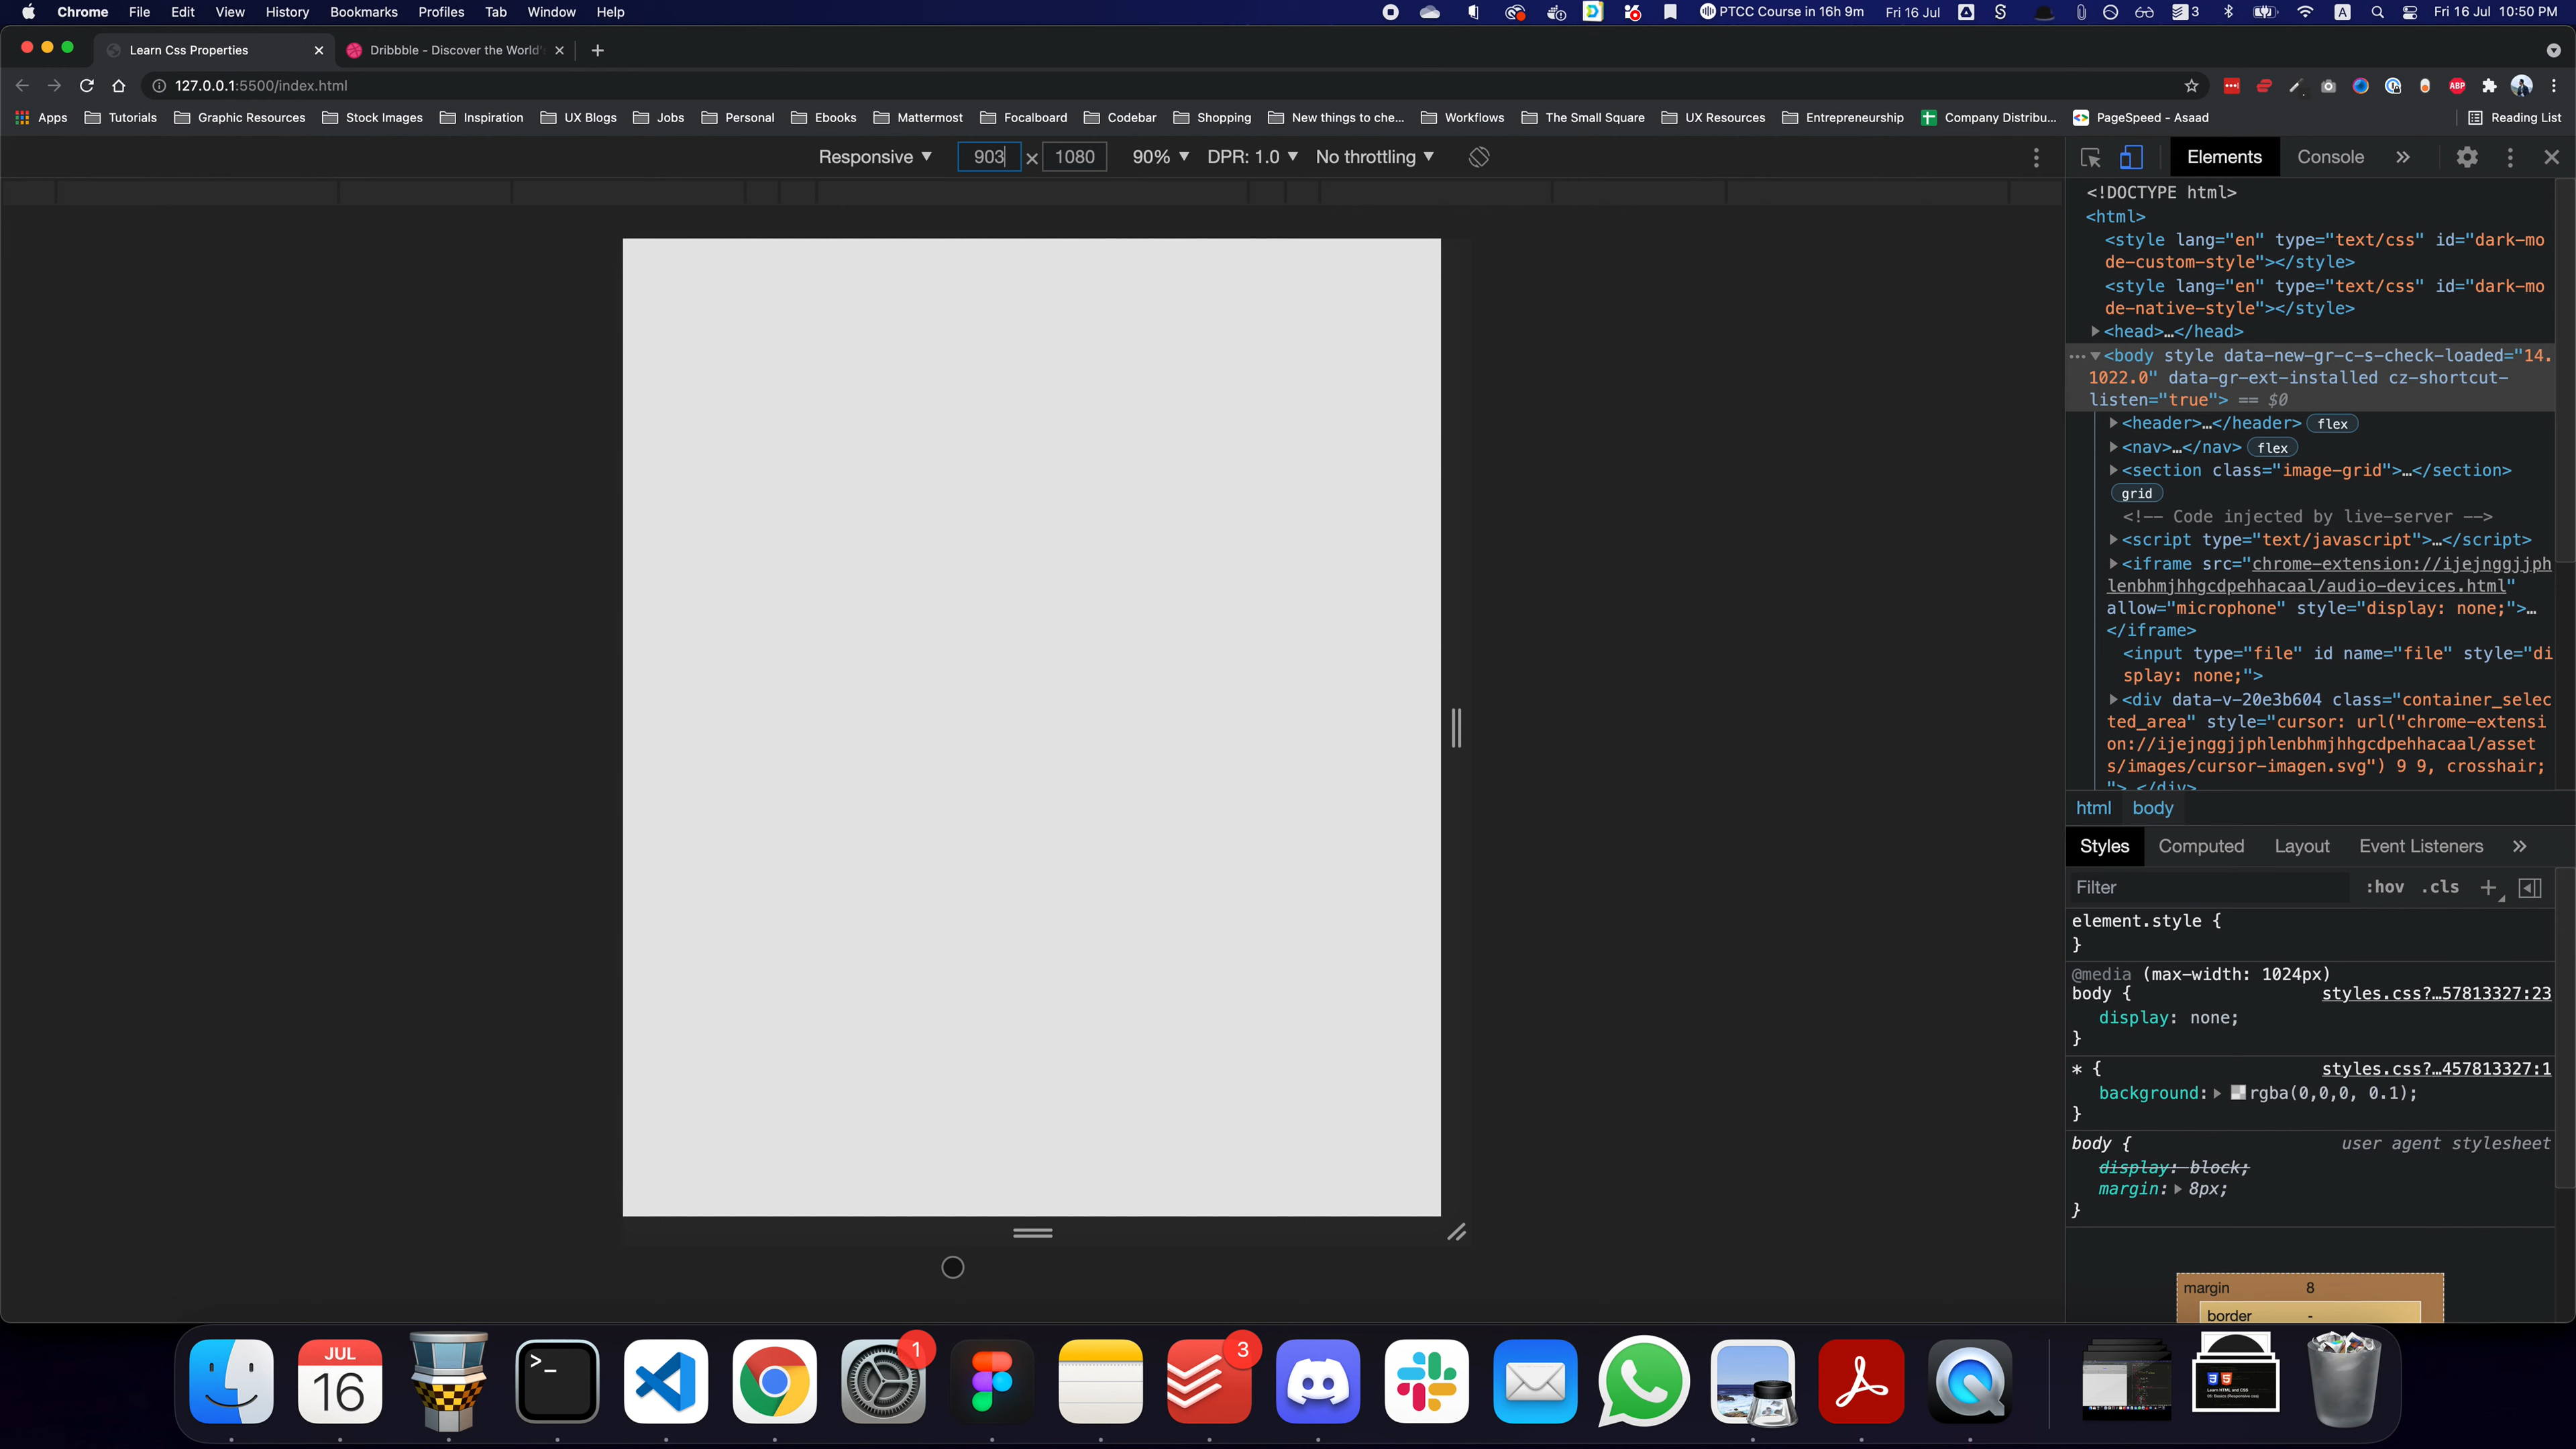 Chrome File Edit View History Bookmarks Profiles Tab Window Help
3 PTCC Course in 16h 9m Fri 16 Jul A Fri 16 Jul 10:50 PM
Learn Css Properties
Dribbble - Discover the World'
127.0.0.1:5500/index.html
ABP
Apps Tutorials Graphic Resources Stock Images Inspiration UX Blogs Jobs Personal Ebooks Mattermost Focalboard Codebar Shopping New things to che... Workflows The Small Square UX Resources Entrepreneurship Company Distribu... PageSpeed - Asaad Reading List
Responsive 903 × 1080 90% DPR: 1.0 No throttling
Elements Console »
<!DOCTYPE html>
<html>
<style lang="en" type="text/css" id="dark-mo
de-custom-style"></style>
<style lang="en" type="text/css" id="dark-mo
de-native-style"></style>
<head>…</head>
<body style data-new-gr-c-s-check-loaded="14.
1022.0" data-gr-ext-installed cz-shortcut-
listen="true"> == $0
<header>…</header> flex
<nav>…</nav> flex
<section class="image-grid">…</section>
grid
<!-- Code injected by live-server -->
<script type="text/javascript">…</script>
<iframe src="chrome-extension://ijejnggjjph
lenbhmjhhgcdpehhacaal/audio-devices.html"
allow="microphone" style="display: none;">…
</iframe>
<input type="file" id name="file" style="di
splay: none;">
<div data-v-20e3b604 class="container_selec
ted_area" style="cursor: url("chrome-extensi
on://ijejnggjjphlenbhmjhhgcdpehhacaal/asset
s/images/cursor-imagen.svg") 9 9, crosshair;
"> </div>
html body
Styles Computed Layout Event Listeners »
Filter :hov .cls +
element.style {
}
@media (max-width: 1024px)
body { styles.css?…57813327:23
display: none;
}
* { styles.css?…457813327:1
background: rgba(0,0,0, 0.1);
}
body { user agent stylesheet
display: block;
margin: 8px;
}
margin 8
border -
JUL
16
>_
1
3
Learn HTML and CSS